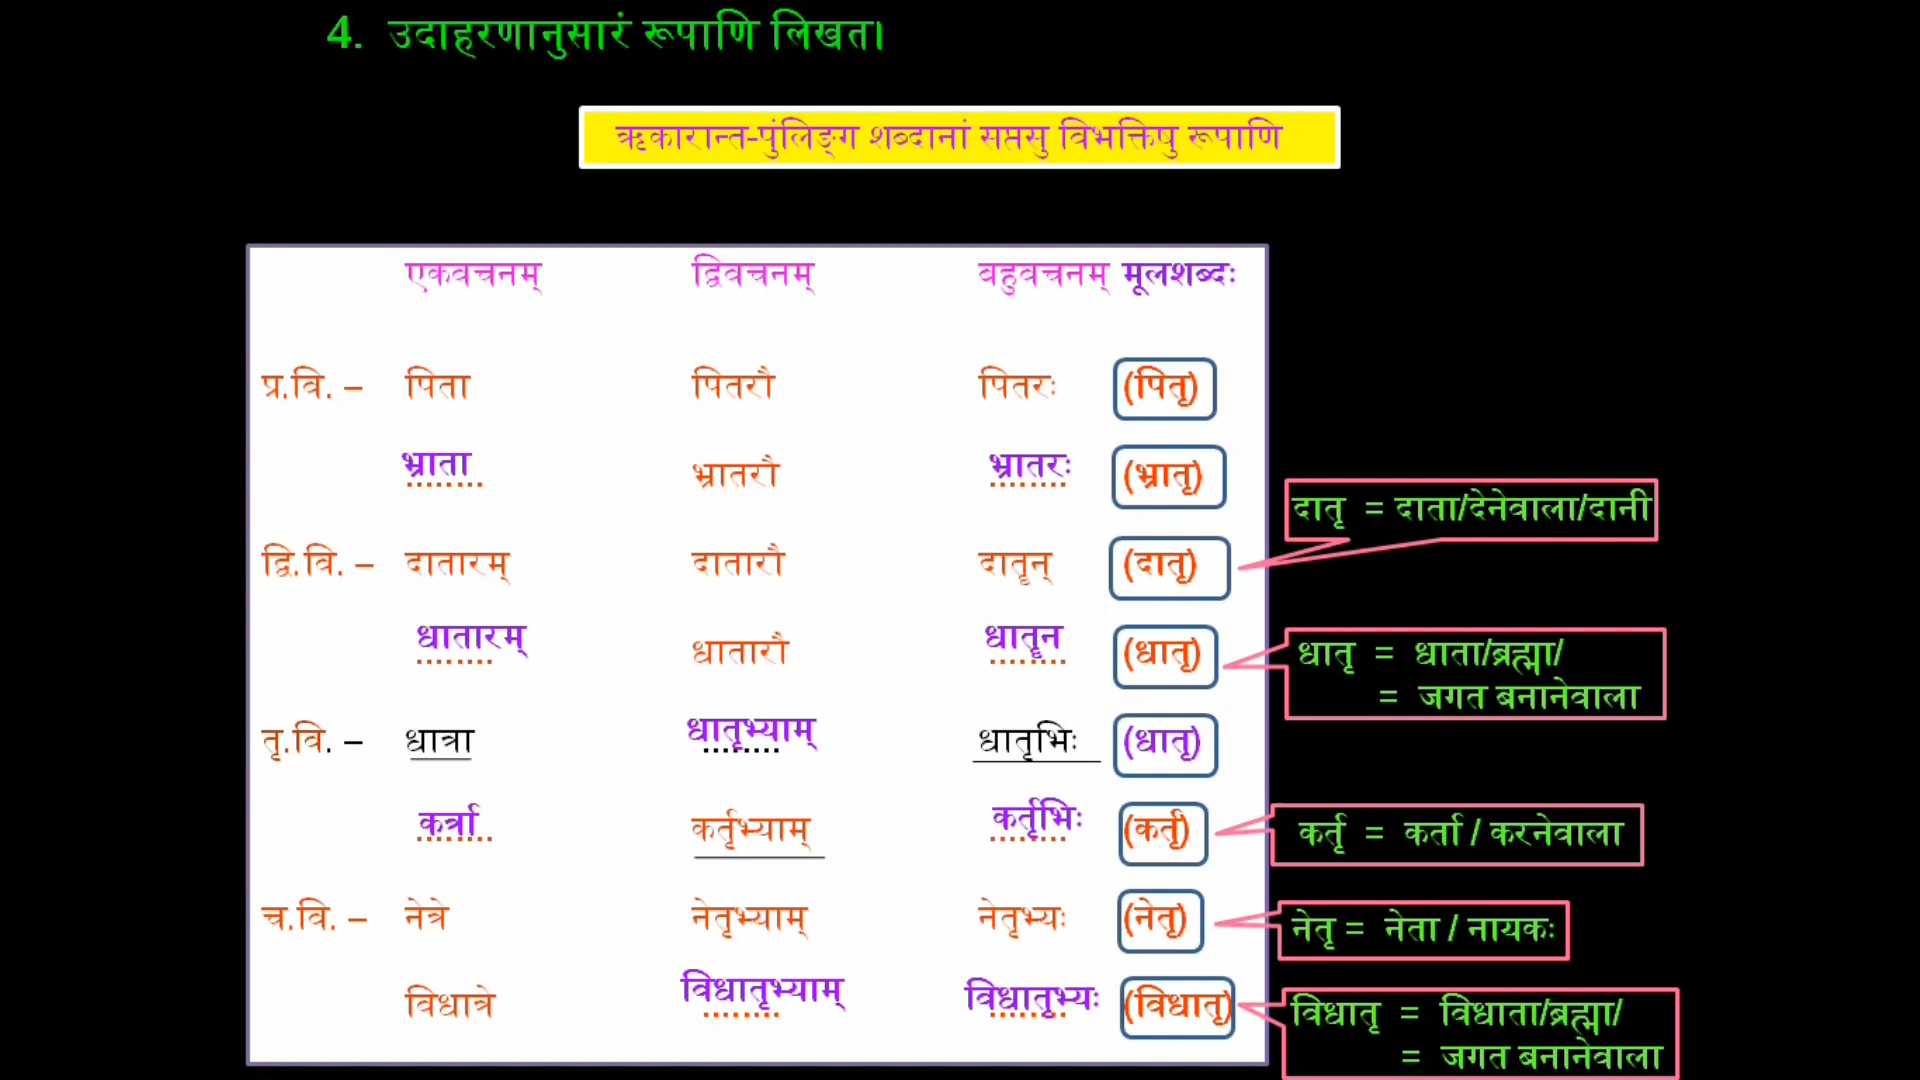 4. उदाहरणानुसारं रूपाणि लिखत।
ऋकारान्त-पुंलिङ्ग शब्दानां सप्तसु विभक्तिषु रूपाणि
एकवचनम् द्विवचनम् बहुवचनम् मूलशब्दः
प्र.वि. – पिता पितरौ पितरः (पितृ)
भ्राता भ्रातरौ भ्रातरः (भ्रातृ)
दातृ = दाता/देनेवाला/दानी
द्वि.वि. – दातारम् दातारौ दातॄन् (दातृ)
धातारम् धातारौ धातॄन (धातृ)
धातृ = धाता/ब्रह्मा/
= जगत बनानेवाला
तृ.वि. – धात्रा धातृभ्याम् धातृभिः (धातृ)
कर्त्रा कर्तृभ्याम् कर्तृभिः (कर्तृ)
कर्तृ = कर्ता / करनेवाला
च.वि. – नेत्रे नेतृभ्याम् नेतृभ्यः (नेतृ)
नेतृ = नेता / नायकः
विधात्रे विधातृभ्याम् विधातृभ्यः (विधातृ)
विधातृ = विधाता/ब्रह्मा/
= जगत बनानेवाला